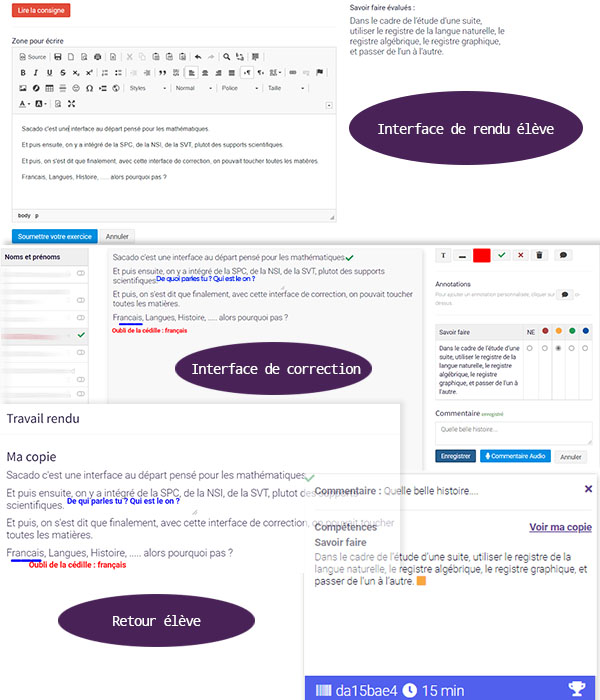 Lire la consigne
Savoir faire évalués :
Dans le cadre de l'étude d'une suite,
utiliser le registre de la langue naturelle, le
registre algébrique, le registre graphique,
et passer de l'un à l'autre.
Zone pour écrire
Source
Styles Normal Police Taille
Sacado c'est une interface au départ pensé pour les mathématiques.
Et puis ensuite, on y a intégré de la SPC, de la NSI, de la SVT, plutot des supports scientifiques.
Et puis, on s'est dit que finalement, avec cette interface de correction, on pouvait toucher toutes les matières.
Francais, Langues, Histoire, ..... alors pourquoi pas ?
body p
Interface de rendu élève
Soumettre votre exercice Annuler
Noms et prénoms
Sacado c'est une interface au départ pensé pour les mathématiques
Et puis ensuite, on y a intégré de la SPC, de la NSI, de la SVT, plutot des supports
scientifiques. De quoi parles tu ? Qui est le on ?
Et puis, on s'est dit que finalement, avec cette interface de correction, on pouvait toucher
toutes les matières.
Francais, Langues, Histoire, ..... alors pourquoi pas ?
Oubli de la cédille : français
Interface de correction
T
Annotations
Pour ajouter un annotation personnalisée, cliquer sur ci-
dessous.
Savoir faire NE
Dans le cadre de l'étude d'une
suite, utiliser le registre de la
langue naturelle, le registre
algébrique, le registre
graphique, et passer de l'un à
l'autre.
Commentaire enregistré
Quelle belle histoire...
Enregistrer Commentaire Audio Annuler
Travail rendu
Ma copie
Sacado c'est une interface au départ pensé pour les mathématiques
Et puis ensuite, on y a intégré de la SPC, de la NSI, de la SVT, plutot des supports
scientifiques. De qui parles tu ? Qui est le on ?
Et puis, on s'est dit que finalement, avec cette interface de correction, on pouvait toucher
toutes les matières.
Francais, Langues, Histoire, ..... alors pourquoi pas ?
Oubli de la cédille : français
Retour élève
Commentaire : Quelle belle histoire....
Voir ma copie
Compétences
Savoir faire
Dans le cadre de l'étude d'une suite, utiliser le registre de la
langue naturelle, le registre algébrique, le registre graphique, et
passer de l'un à l'autre.
da15bae4 15 min